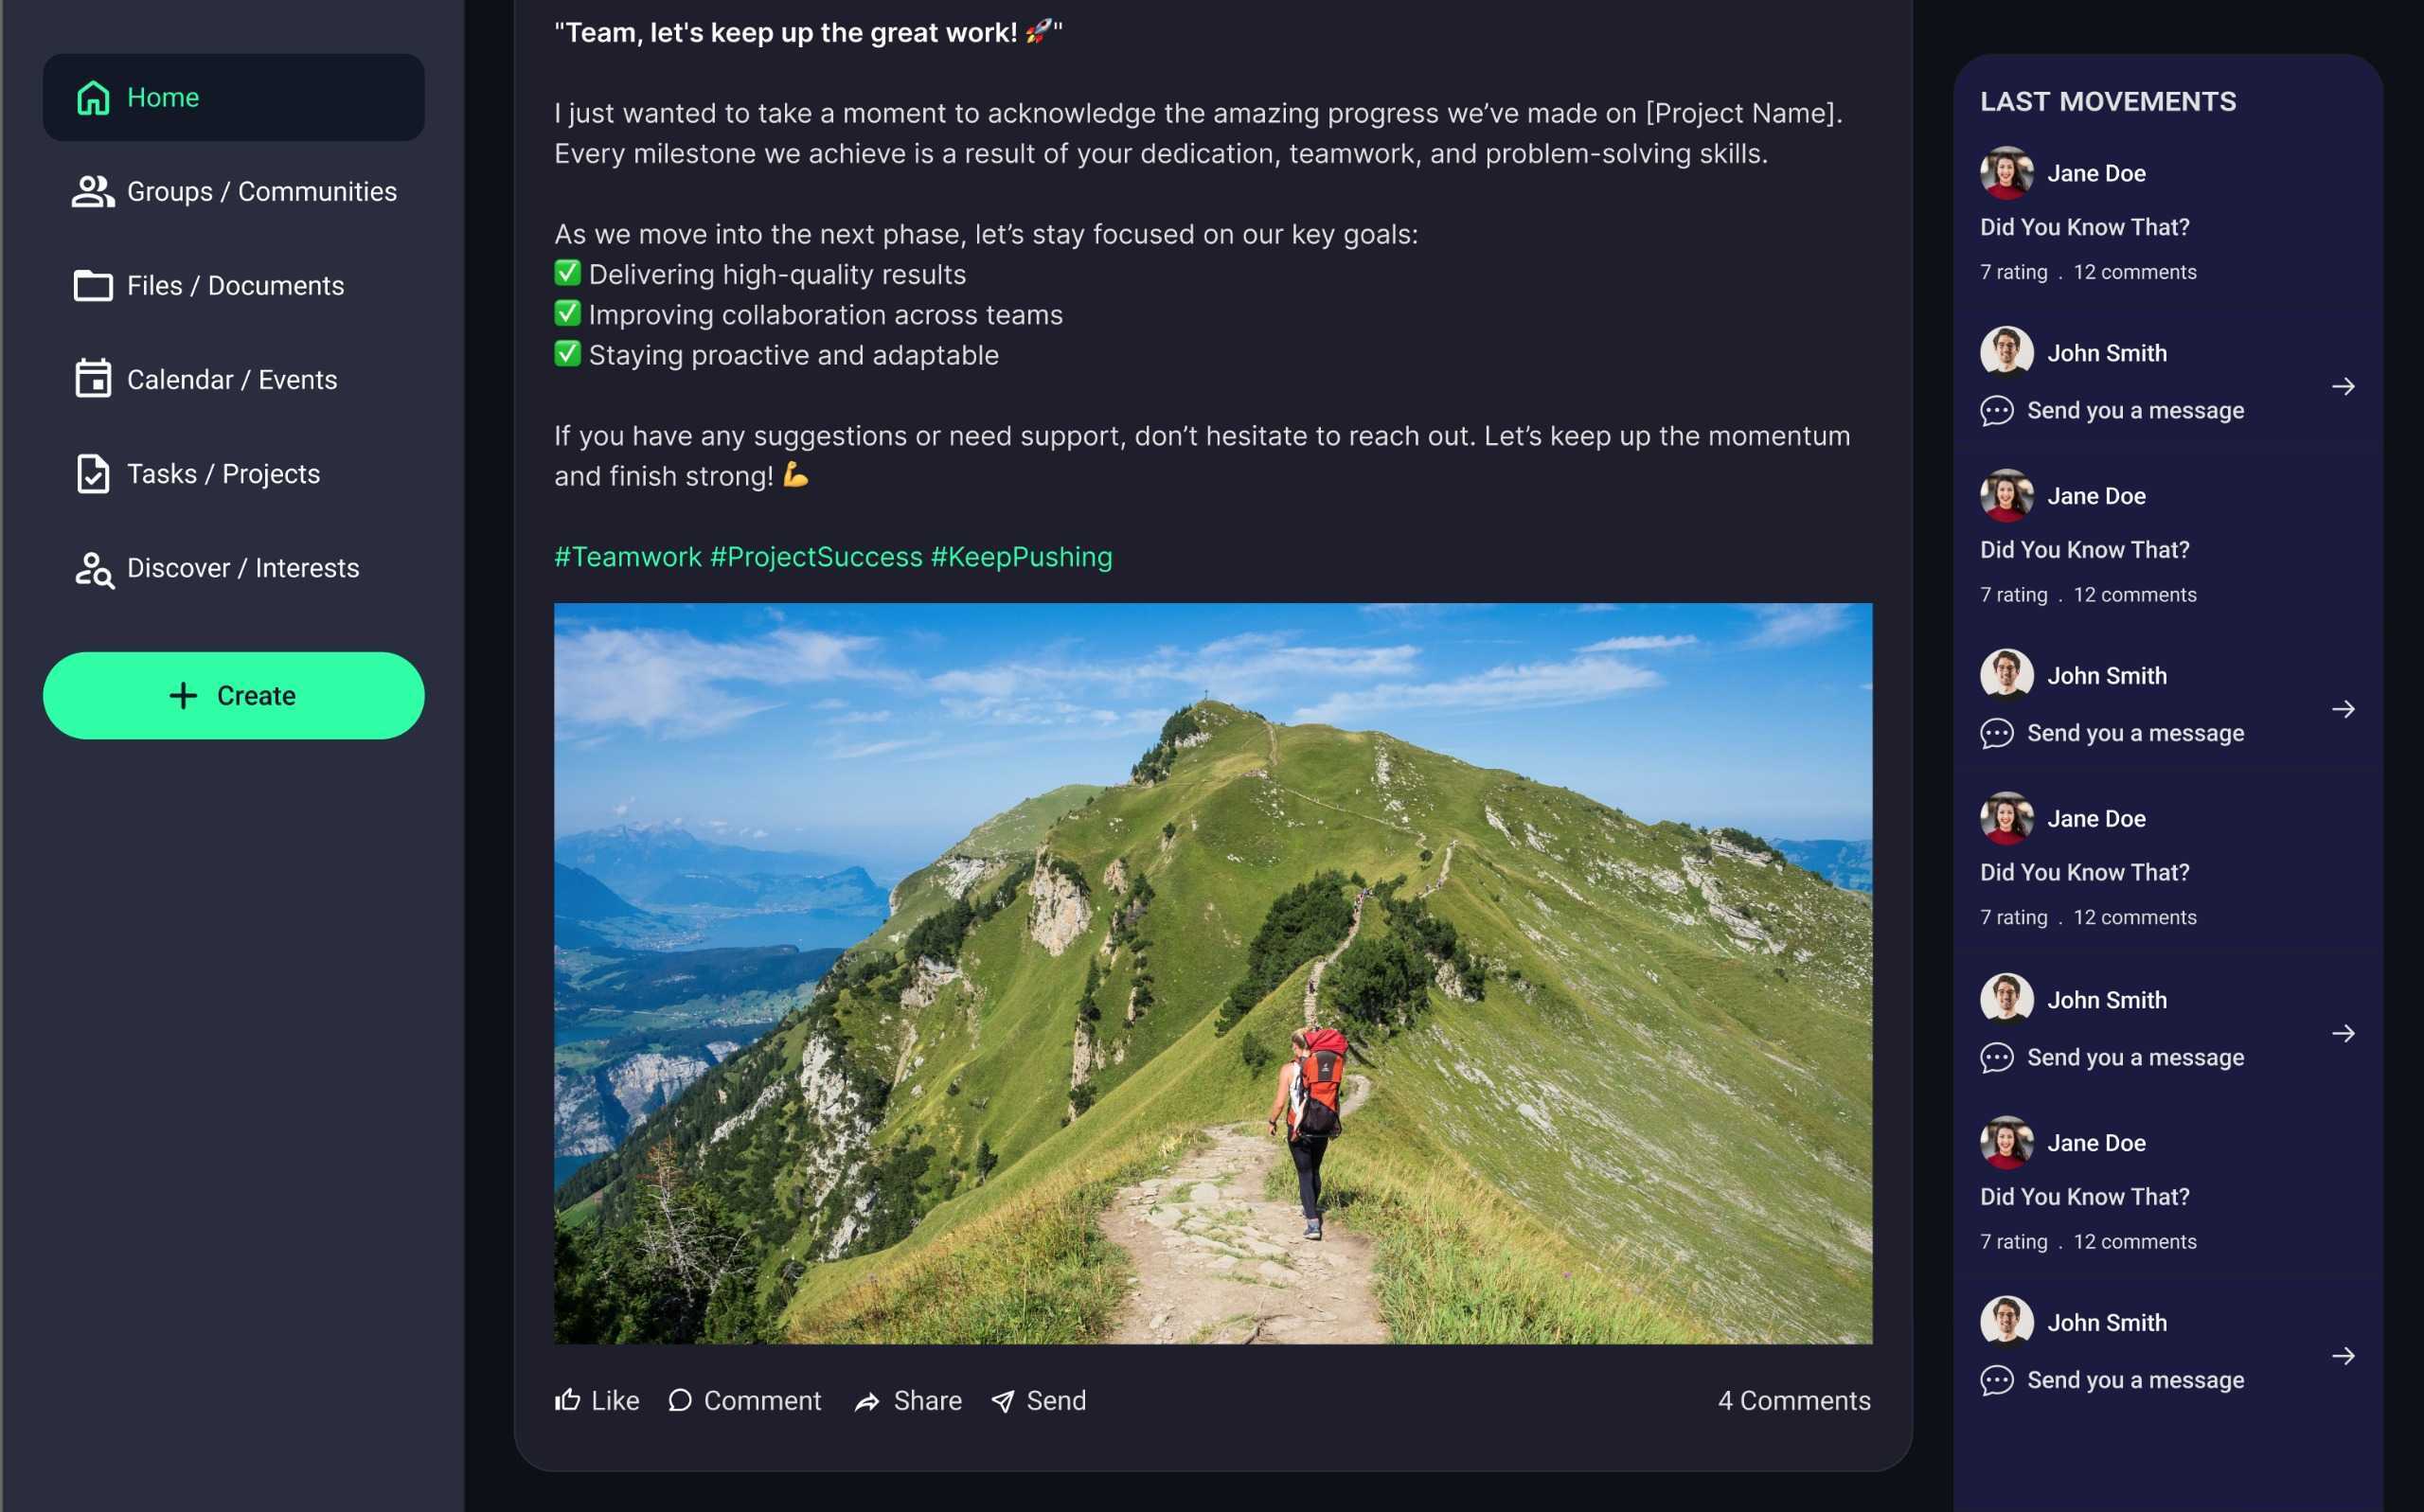 Home
Groups / Communities
Files / Documents
Calendar / Events
Tasks / Projects
Discover / Interests
+ Create
"Team, let's keep up the great work! 🚀"
I just wanted to take a moment to acknowledge the amazing progress we’ve made on [Project Name].
Every milestone we achieve is a result of your dedication, teamwork, and problem-solving skills.
As we move into the next phase, let’s stay focused on our key goals:
✅ Delivering high-quality results
✅ Improving collaboration across teams
✅ Staying proactive and adaptable
If you have any suggestions or need support, don’t hesitate to reach out. Let’s keep up the momentum
and finish strong! 💪
#Teamwork #ProjectSuccess #KeepPushing
Like Comment Share Send 4 Comments
LAST MOVEMENTS
Jane Doe
Did You Know That?
7 rating . 12 comments
John Smith
Send you a message
Jane Doe
Did You Know That?
7 rating . 12 comments
John Smith
Send you a message
Jane Doe
Did You Know That?
7 rating . 12 comments
John Smith
Send you a message
Jane Doe
Did You Know That?
7 rating . 12 comments
John Smith
Send you a message